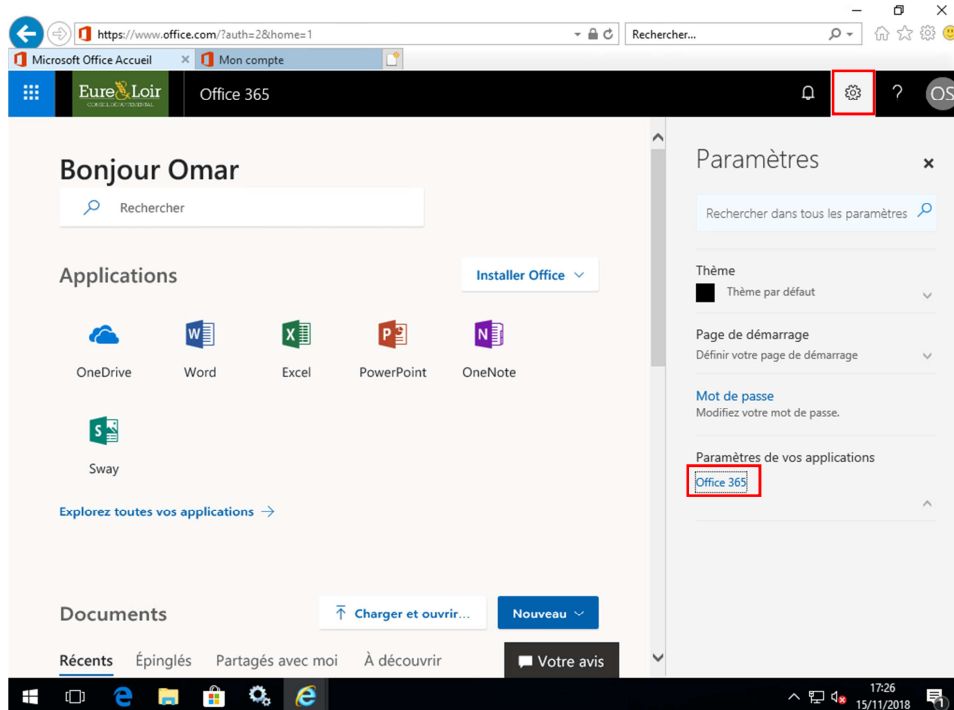 https://www.office.com/?auth=2&home=1
Rechercher...
Microsoft Office Accueil
Mon compte
Eure&Loir
CONSEIL DÉPARTEMENTAL
Office 365
?
OS
Bonjour Omar
Rechercher
Applications
Installer Office
OneDrive
Word
Excel
PowerPoint
OneNote
Sway
Explorez toutes vos applications →
Documents
Charger et ouvrir...
Nouveau
Récents
Épinglés
Partagés avec moi
À découvrir
Votre avis
Paramètres
Rechercher dans tous les paramètres
Thème
Thème par défaut
Page de démarrage
Définir votre page de démarrage
Mot de passe
Modifiez votre mot de passe.
Paramètres de vos applications
Office 365
17:26
15/11/2018
1